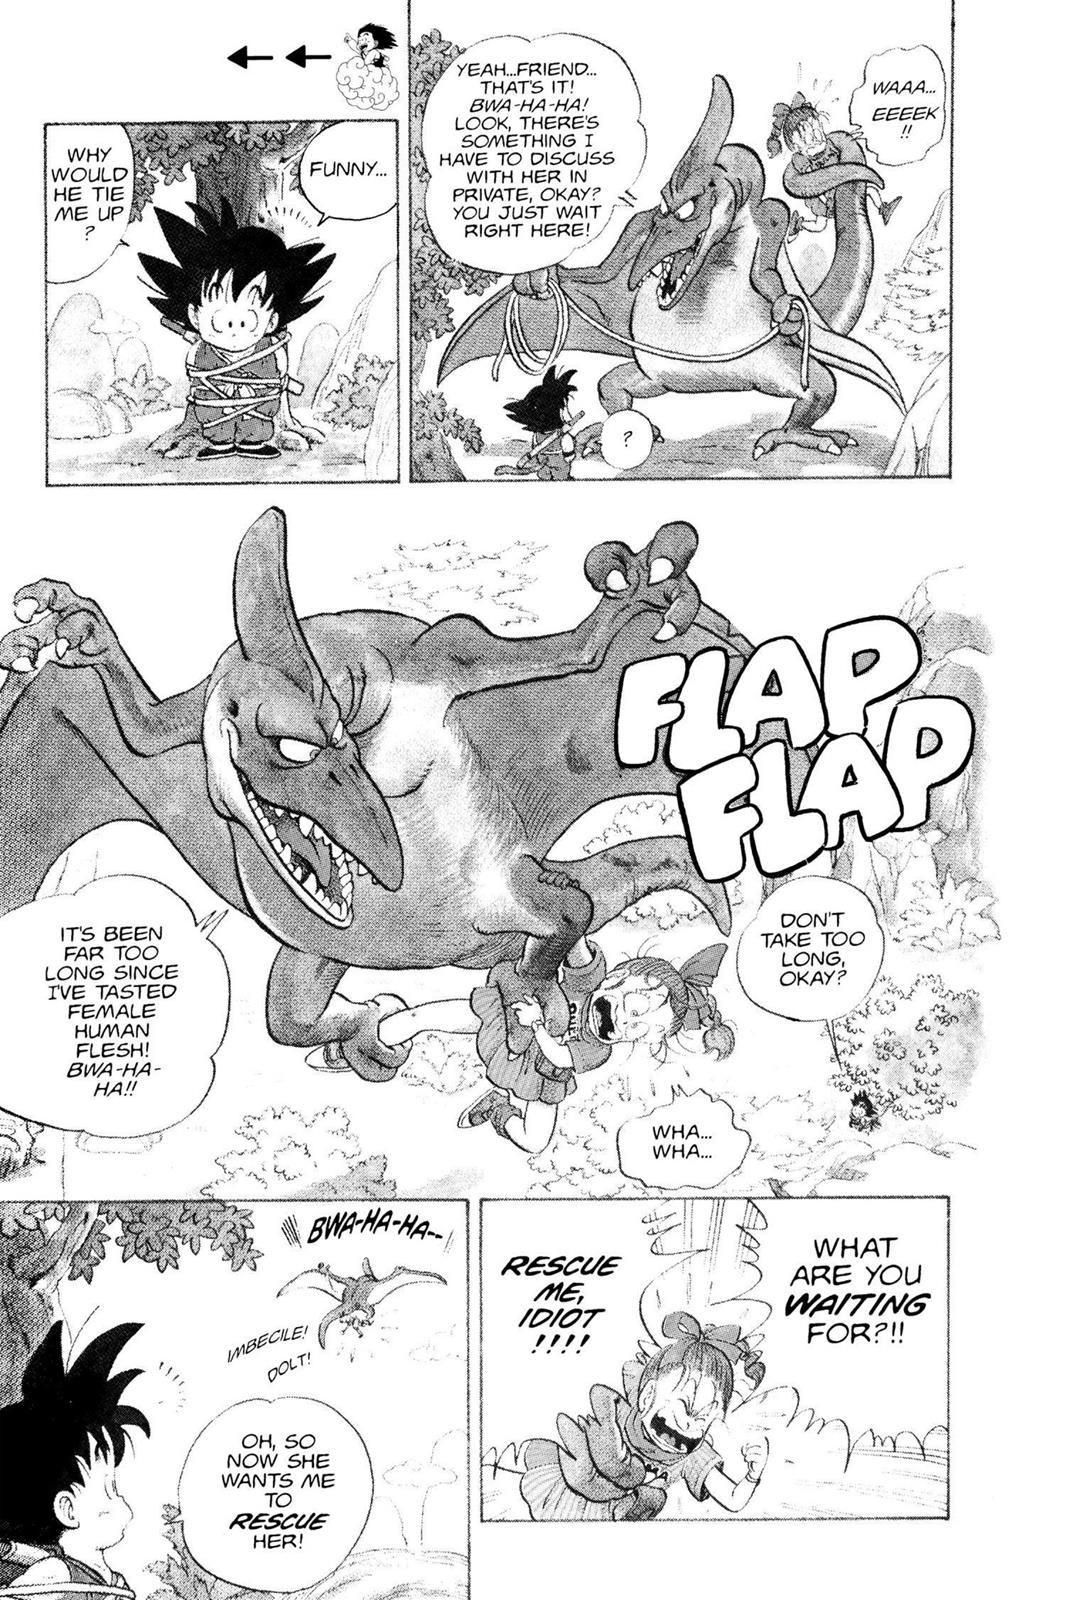 YEAH...FRIEND...
THAT'S IT!
BWA-HA-HA!
LOOK, THERE'S
SOMETHING I
HAVE TO DISCUSS
WITH HER IN
PRIVATE, OKAY?
YOU JUST WAIT
RIGHT HERE!
WAAA...
EEEEK
!!
?
FUNNY...
WHY
WOULD
HE TIE
ME UP
?
FLAP
FLAP
DON'T
TAKE TOO
LONG,
OKAY?
IT'S BEEN
FAR TOO
LONG SINCE
I'VE TASTED
FEMALE
HUMAN
FLESH!
BWA-HA-
HA!!
WHA...
WHA...
WHAT
ARE YOU
WAITING
FOR?!!
RESCUE
ME,
IDIOT
!!!!
BWA-HA-HA--
IMBECILE!
DOLT!
OH, SO
NOW SHE
WANTS ME
TO
RESCUE
HER!